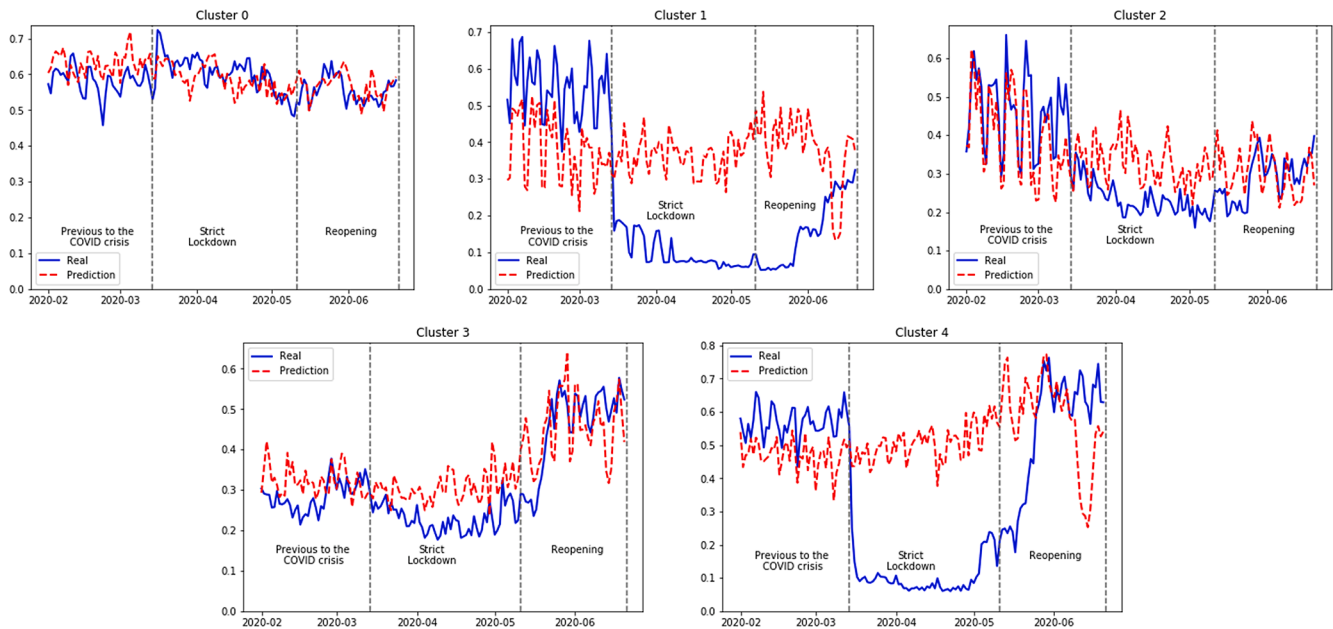 Cluster 0
0.7
0.6
0.5
0.4
0.3
0.2
0.1
0.0
Previous to the
COVID crisis
Strict
Lockdown
Reopening
Real
Prediction
2020-02 2020-03 2020-04 2020-05 2020-06
Cluster 1
0.7
0.6
0.5
0.4
0.3
0.2
0.1
0.0
Strict
Lockdown
Reopening
Previous to the
COVID crisis
Real
Prediction
2020-02 2020-03 2020-04 2020-05 2020-06
Cluster 2
0.6
0.5
0.4
0.3
0.2
0.1
0.0
Previous to the
COVID crisis
Strict
Lockdown
Reopening
Real
Prediction
2020-02 2020-03 2020-04 2020-05 2020-06
Cluster 3
Real
Prediction
0.6
0.5
0.4
0.3
0.2
0.1
0.0
Previous to the
COVID crisis
Strict
Lockdown
Reopening
2020-02 2020-03 2020-04 2020-05 2020-06
Cluster 4
Real
Prediction
0.8
0.7
0.6
0.5
0.4
0.3
0.2
0.1
0.0
Previous to the
COVID crisis
Strict
Lockdown
Reopening
2020-02 2020-03 2020-04 2020-05 2020-06